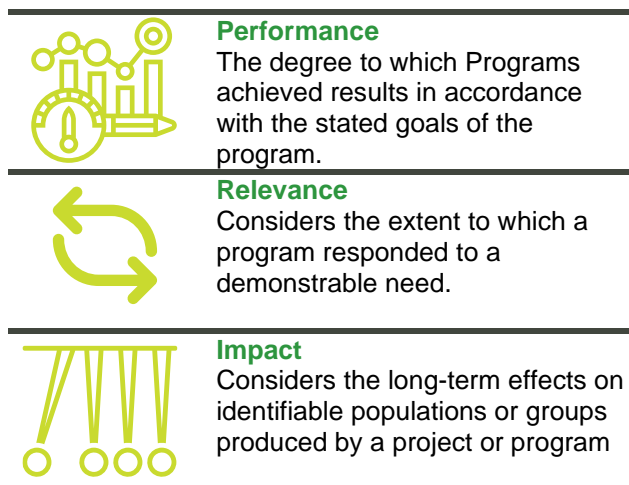 Performance
The degree to which Programs
achieved results in accordance
with the stated goals of the
program.
Relevance
Considers the extent to which a
program responded to a
demonstrable need.
Impact
Considers the long-term effects on
identifiable populations or groups
produced by a project or program